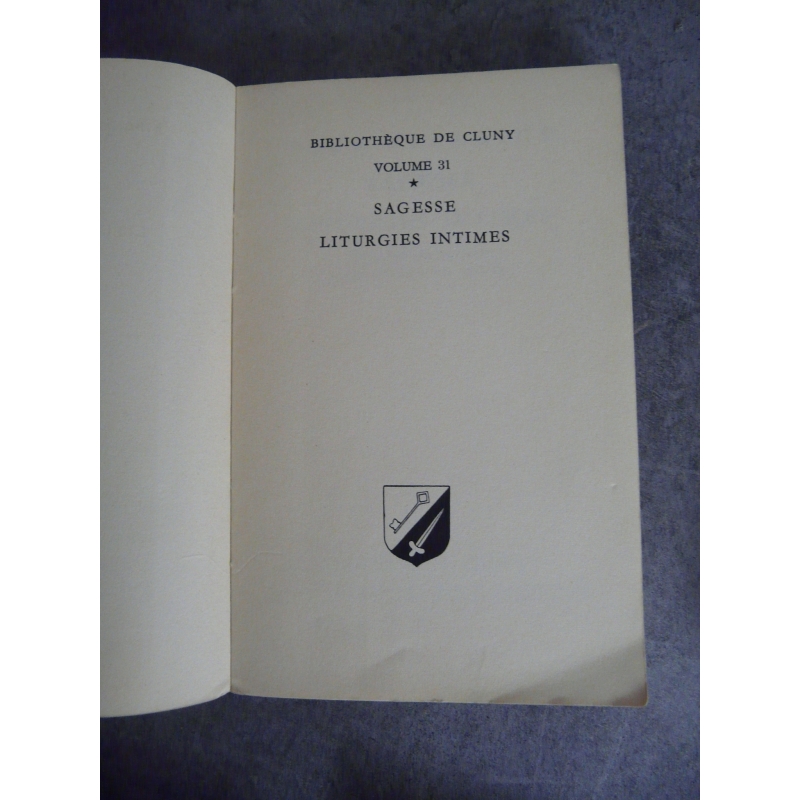 BIBLIOTHÈQUE DE CLUNY
VOLUME 31
★
SAGESSE
LITURGIES INTIMES